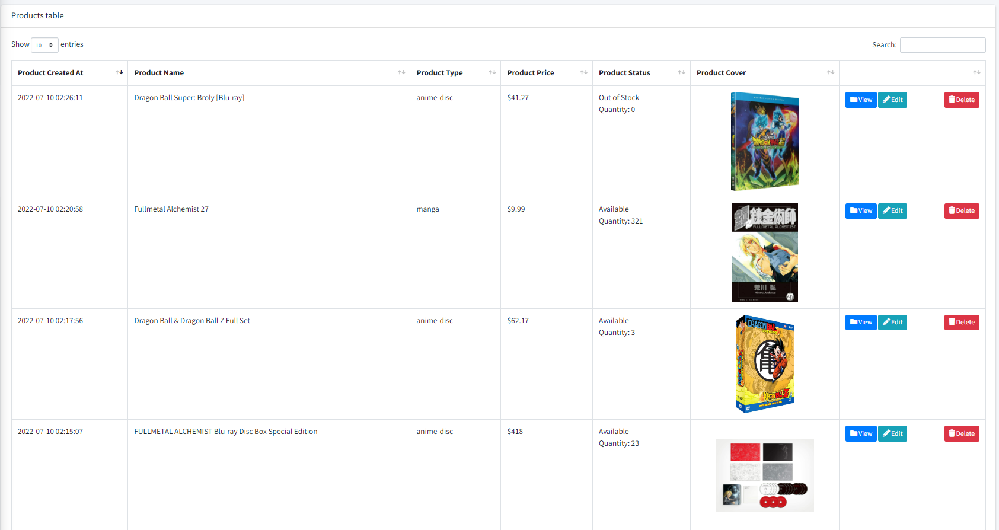 Products table
Show 10 entries
Search:
Product Created At Product Name Product Type Product Price Product Status Product Cover
2022-07-10 02:26:11 Dragon Ball Super: Broly [Blu-ray] anime-disc $41.27 Out of Stock View Edit Delete
Quantity: 0
DRAGON BALL
2022-07-10 02:20:58 Fullmetal Alchemist 27 manga $9.99 Available View Edit Delete
Quantity: 321
鋼の錬金術師
FULLMETAL ALCHEMIST
荒川 弘
Hiromu Arakawa
27
2022-07-10 02:17:56 Dragon Ball & Dragon Ball Z Full Set anime-disc $62.17 Available View Edit Delete
Quantity: 3
DRAGON BALL
亀
DRAGON BALL Z
2022-07-10 02:15:07 FULLMETAL ALCHEMIST Blu-ray Disc Box Special Edition anime-disc $418 Available View Edit Delete
Quantity: 23